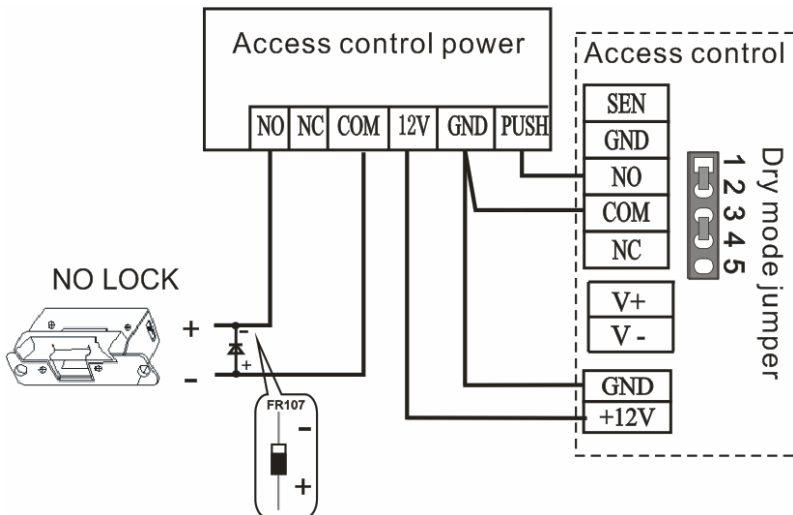 Access control power
NO NC COM 12V GND PUSH
Access control
SEN
GND
NO
COM
NC
V+
V -
GND
+12V
1 2 3 4 5
Dry mode jumper
NO LOCK
+
-
-
+
FR107
-
+